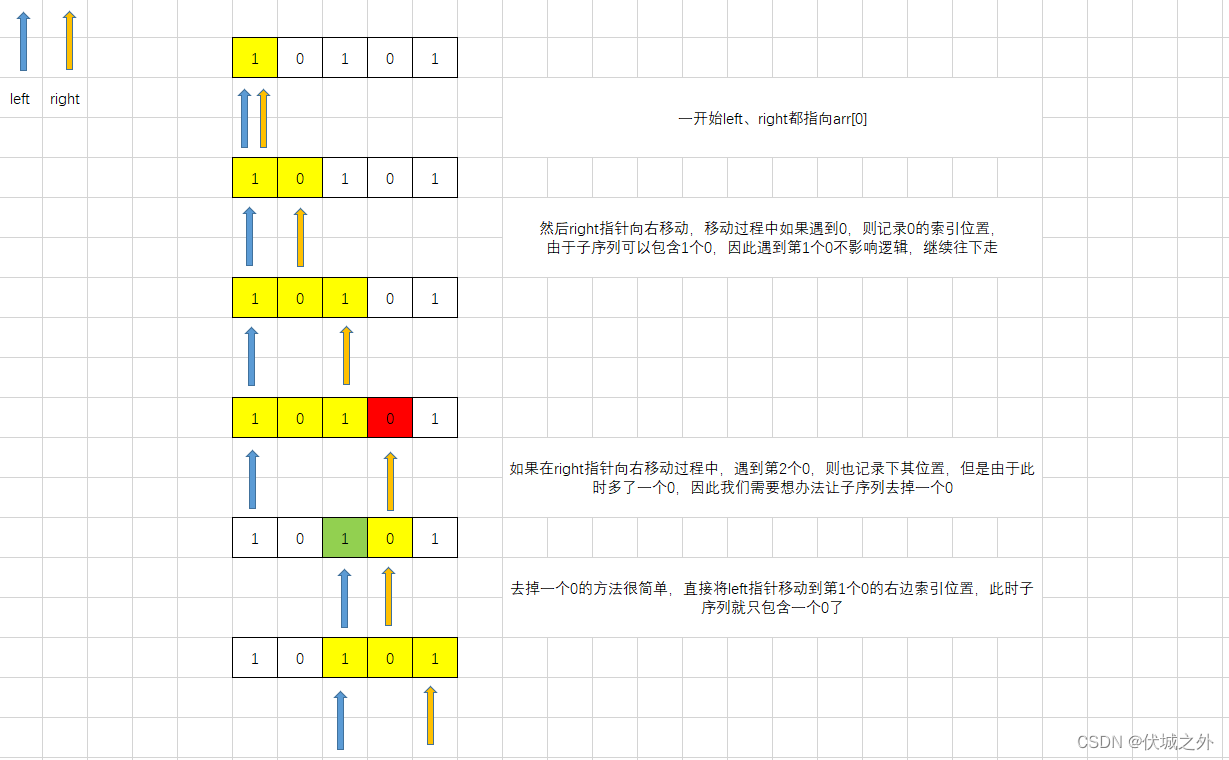 1 0 1 0 1
left right
一开始left、right都指向arr[0]
1 0 1 0 1
然后right指针向右移动，移动过程中如果遇到0，则记录0的索引位置，
由于子序列可以包含1个0，因此遇到第1个0不影响逻辑，继续往下走
1 0 1 0 1
1 0 1 0 1
如果在right指针向右移动过程中，遇到第2个0，则也记录下其位置，但是由于此
时多了一个0，因此我们需要想办法让子序列去掉一个0
1 0 1 0 1
去掉一个0的方法很简单，直接将left指针移动到第1个0的右边索引位置，此时子
序列就只包含一个0了
1 0 1 0 1
CSDN @伏城之外